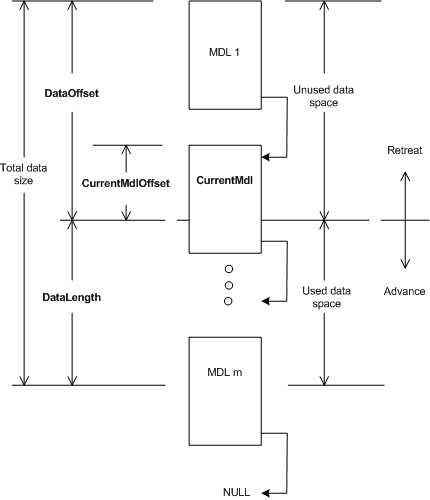 MDL 1
DataOffset
Unused data
space
Retreat
Total data
size
CurrentMdlOffset
CurrentMdl
DataLength
Used data
space
Advance
MDL m
NULL